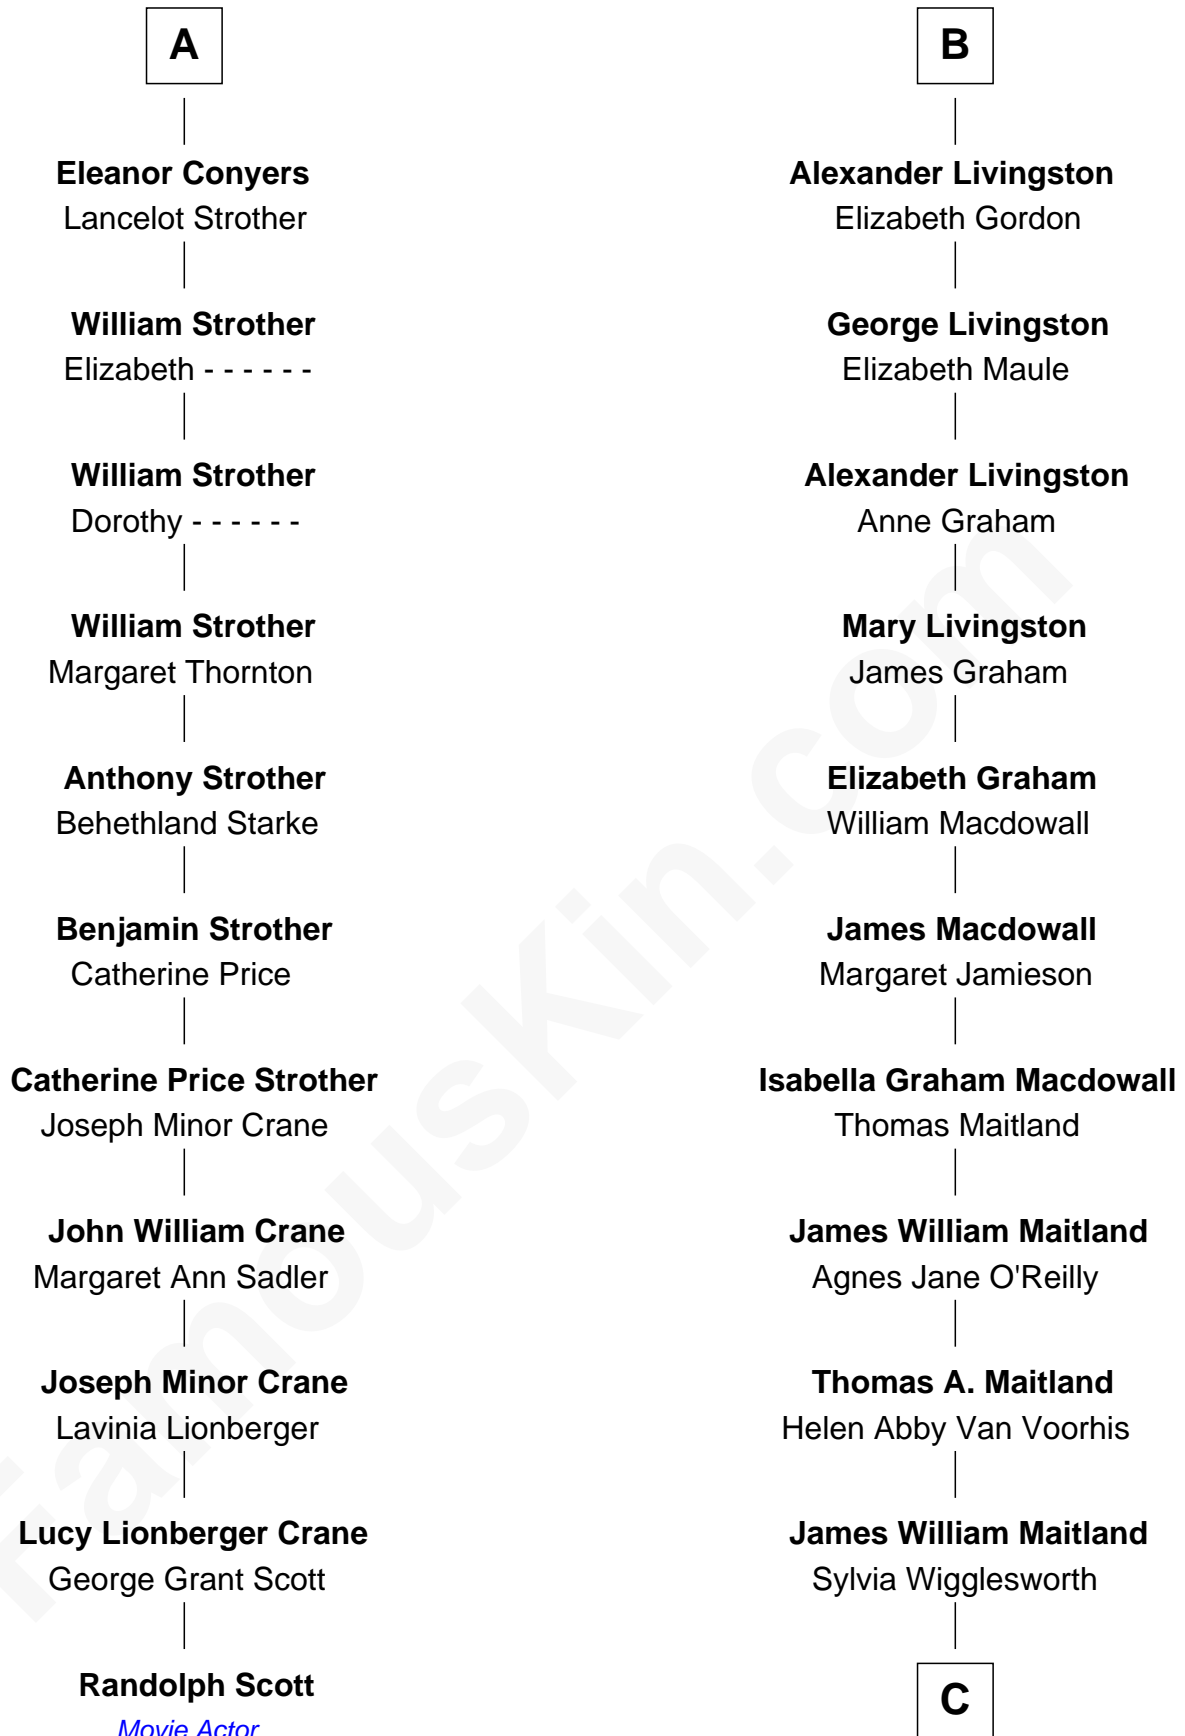 A
Eleanor Conyers
Lancelot Strother
William Strother
Elizabeth - - - - - -
William Strother
Dorothy - - - - - -
William Strother
Margaret Thornton
Anthony Strother
Behethland Starke
Benjamin Strother
Catherine Price
Catherine Price Strother
Joseph Minor Crane
John William Crane
Margaret Ann Sadler
Joseph Minor Crane
Lavinia Lionberger
Lucy Lionberger Crane
George Grant Scott
Randolph Scott
Movie Actor
B
Alexander Livingston
Elizabeth Gordon
George Livingston
Elizabeth Maule
Alexander Livingston
Anne Graham
Mary Livingston
James Graham
Elizabeth Graham
William Macdowall
James Macdowall
Margaret Jamieson
Isabella Graham Macdowall
Thomas Maitland
James William Maitland
Agnes Jane O'Reilly
Thomas A. Maitland
Helen Abby Van Voorhis
James William Maitland
Sylvia Wigglesworth
C
FamousKin.com